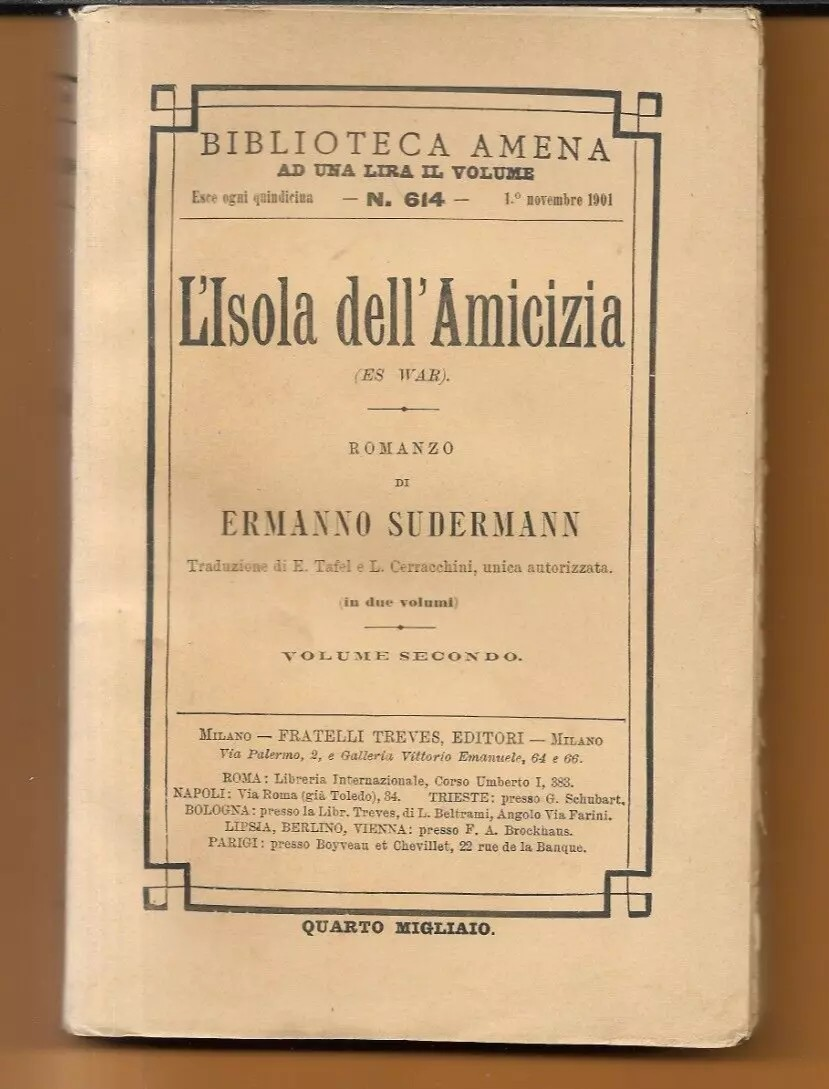 BIBLIOTECA AMENA
AD UNA LIRA IL VOLUME
Esce ogni quindicina — N. 614 — 1.º novembre 1901
L'Isola dell'Amicizia
(ES WAR).
ROMANZO
DI
ERMANNO SUDERMANN
Traduzione di E. Tafel e L. Cerracchini, unica autorizzata.
(in due volumi)
VOLUME SECONDO.
MILANO — FRATELLI TREVES, EDITORI — MILANO
Via Palermo, 2, e Galleria Vittorio Emanuele, 64 e 66.
ROMA: Libreria Internazionale, Corso Umberto I, 383.
NAPOLI: Via Roma (già Toledo), 34. TRIESTE: presso G. Schubart.
BOLOGNA: presso la Libr. Treves, di L. Beltrami, Angolo Via Farini.
LIPSIA, BERLINO, VIENNA: presso F. A. Brockhaus.
PARIGI: presso Boyveau et Chevillet, 22 rue de la Banque.
QUARTO MIGLIAIO.